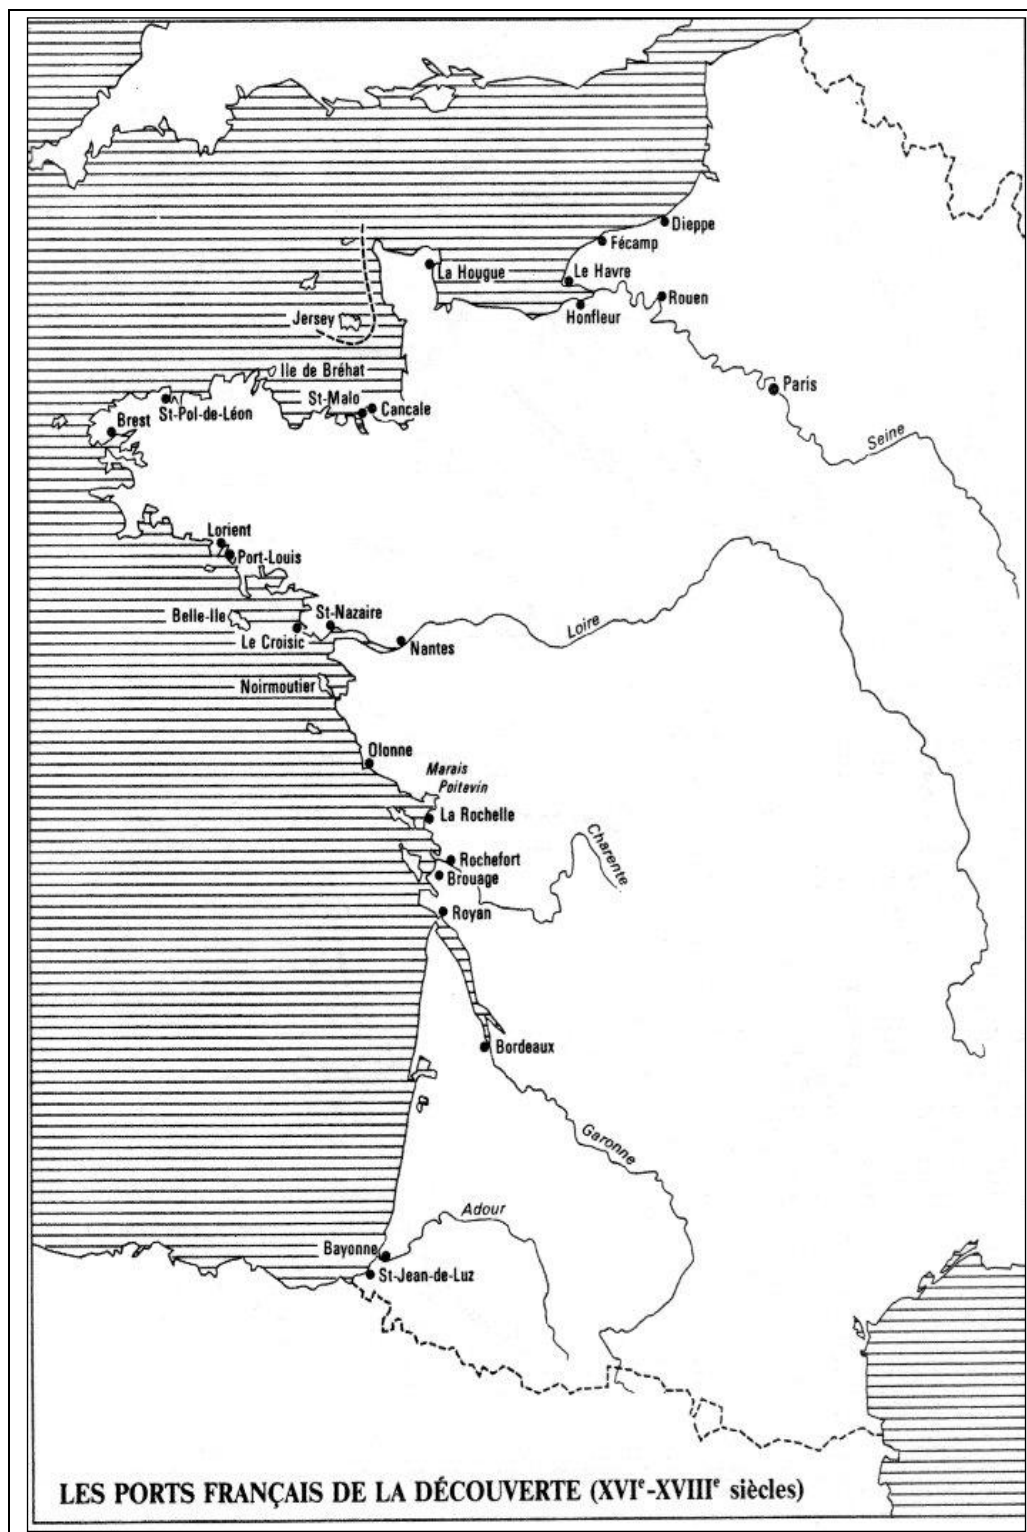 Dieppe
Fécamp
La Hougue
Le Havre
Rouen
Honfleur
Jersey
Ile de Bréhat
Paris
St-Malo
Cancale
St-Pol-de-Léon
Brest
Seine
Lorient
Port-Louis
Belle-Ile
St-Nazaire
Loire
Le Croisic
Nantes
Noirmoutier
Olonne
Marais
Poitevin
La Rochelle
Charente
Rochefort
Brouage
Royan
Bordeaux
Garonne
Adour
Bayonne
St-Jean-de-Luz
LES PORTS FRANÇAIS DE LA DÉCOUVERTE (XVIe-XVIIIe siècles)